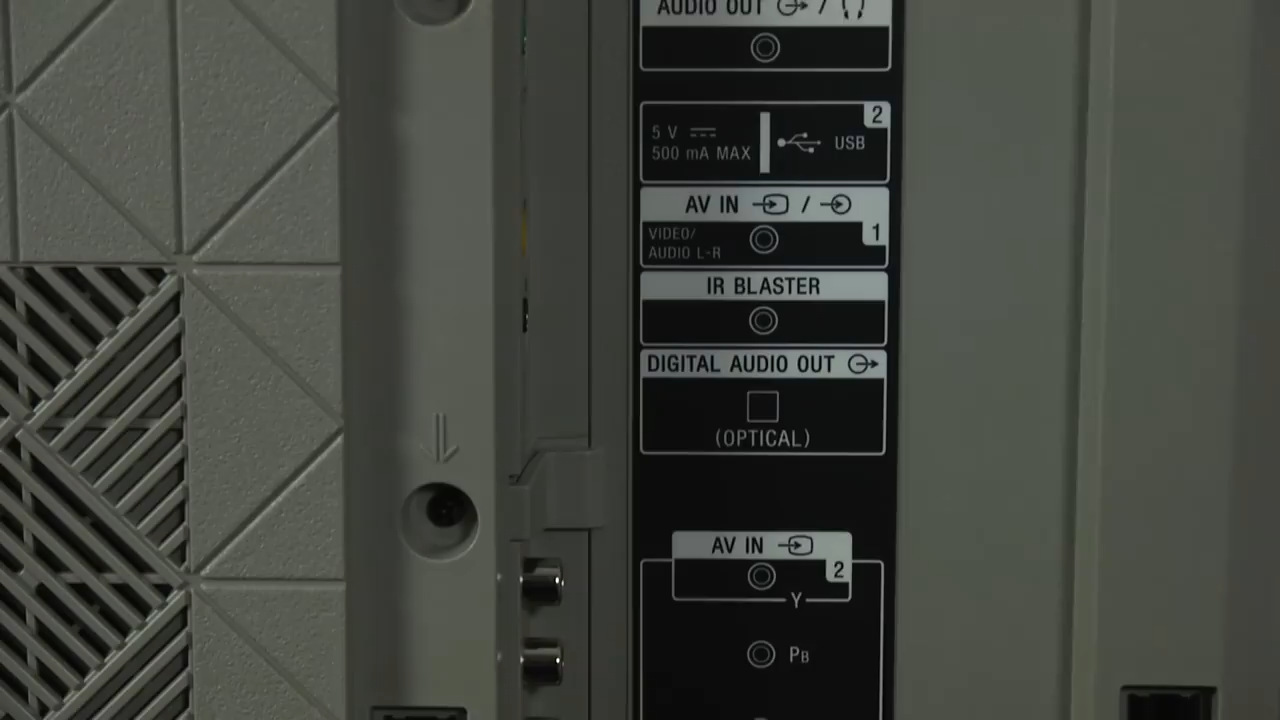 AUDIO OUT /
2
5 V
500 mA MAX
USB
AV IN /
1
VIDEO/
AUDIO L-R
IR BLASTER
DIGITAL AUDIO OUT
(OPTICAL)
AV IN
2
Y
PB